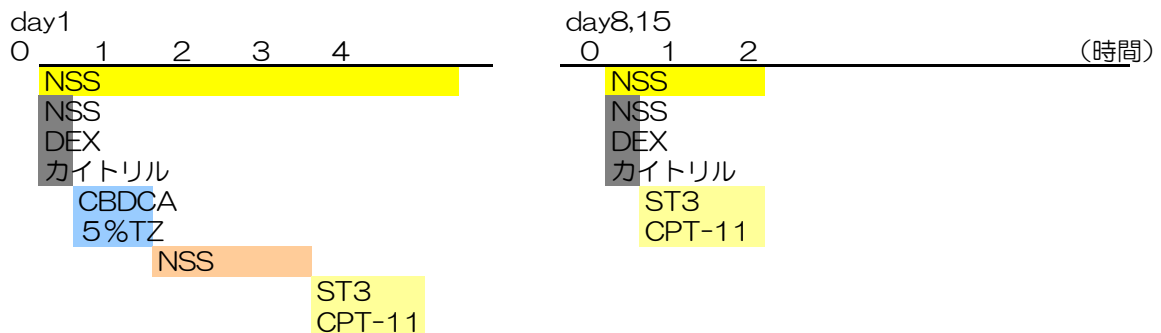 day1
0 1 2 3 4
NSS
NSS
DEX
カイトリル
CBDCA
5%TZ
NSS
ST3
CPT-11
day8,15
0 1 2 (時間)
NSS
NSS
DEX
カイトリル
ST3
CPT-11